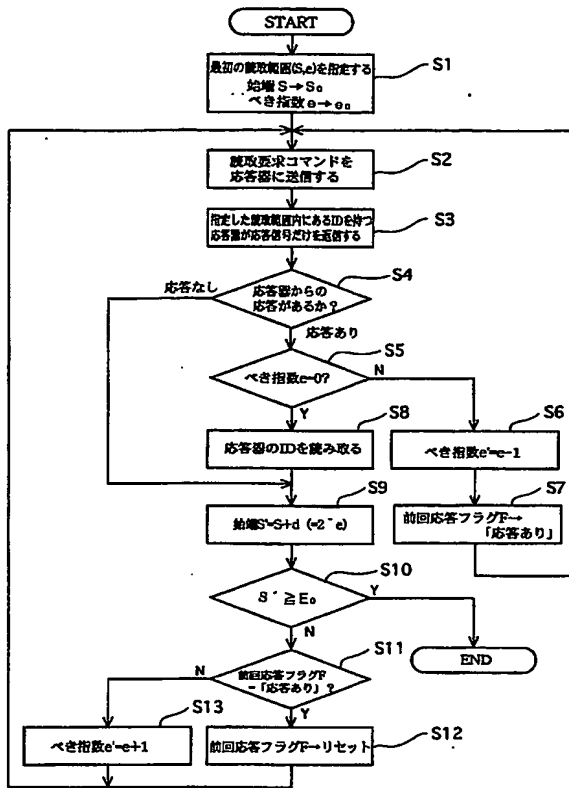 START
最初の読取範囲(S,e)を指定する
始端 S→S₀
べき指数 e→e₀
S1
読取要求コマンドを
応答器に送信する
S2
指定した読取範囲内にあるIDを持つ
応答器が応答信号だけを返信する
S3
応答器からの
応答があるか?
S4
応答なし
応答あり
べき指数e=0?
S5
N
Y
応答器のIDを読み取る
S8
べき指数e'=e-1
S6
前回応答フラグF→
「応答あり」
S7
始端S'=S+d (=2^e)
S9
S'≧E₀
S10
Y
N
END
前回応答フラグF
=「応答あり」?
S11
N
Y
べき指数e'=e+1
S13
前回応答フラグF→リセット
S12